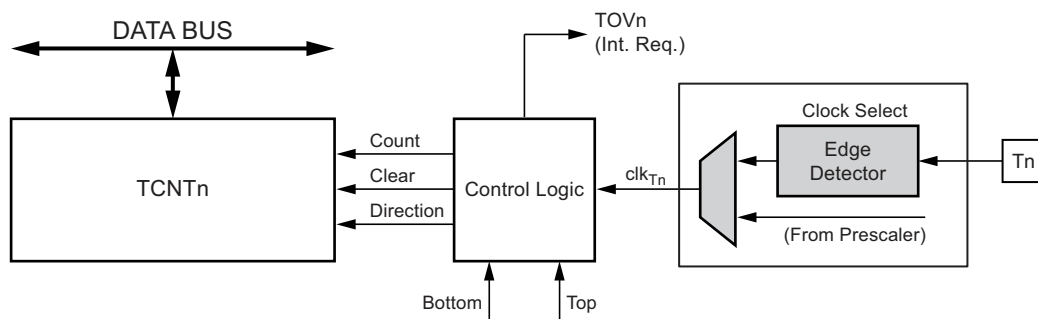 DATA BUS
TOVn
(Int. Req.)
Clock Select
Count
Clear
Direction
TCNTn
Control Logic
clkTn
Edge
Detector
Tn
(From Prescaler)
Bottom
Top